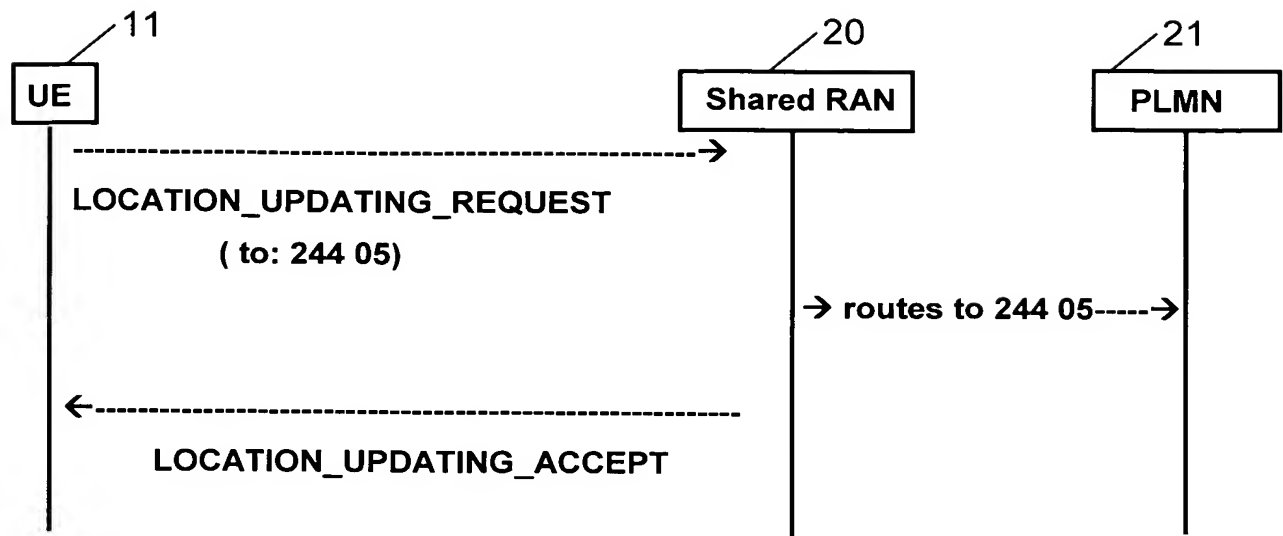 11
20
21
UE
Shared RAN
PLMN
LOCATION_UPDATING_REQUEST
( to: 244 05)
→ routes to 244 05-----→
LOCATION_UPDATING_ACCEPT